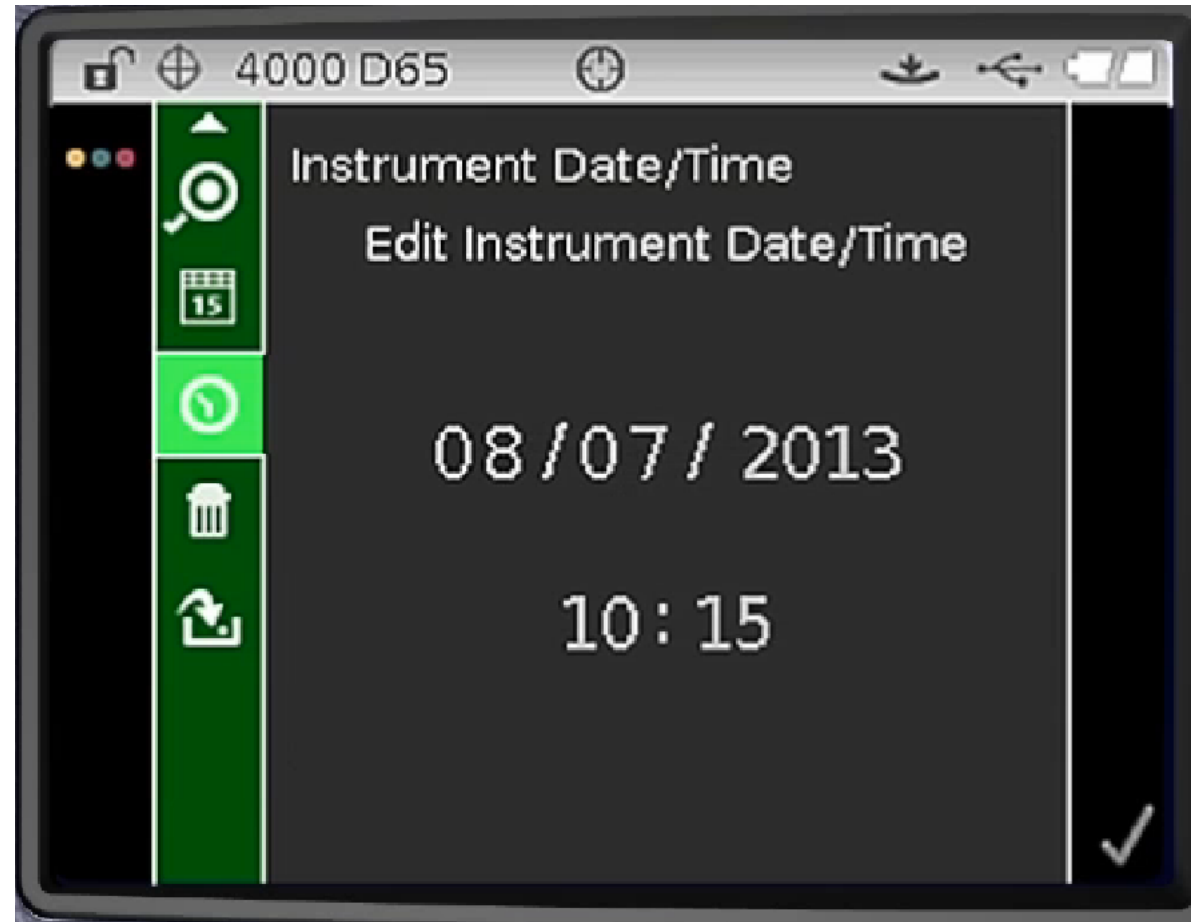 4000 D65
Instrument Date/Time
Edit Instrument Date/Time
15
08/07/ 2013
10: 15